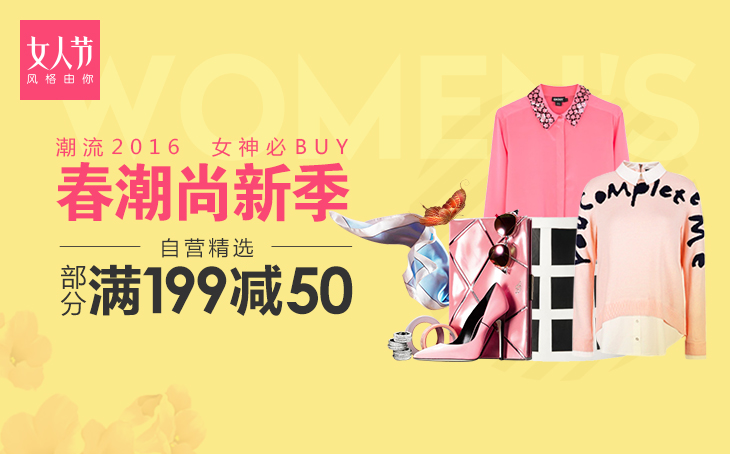 女人节
风格由你
WOMEN'S
潮流2016 女神必BUY
春潮尚新季
自营精选
部分满199减50
You Complete Me